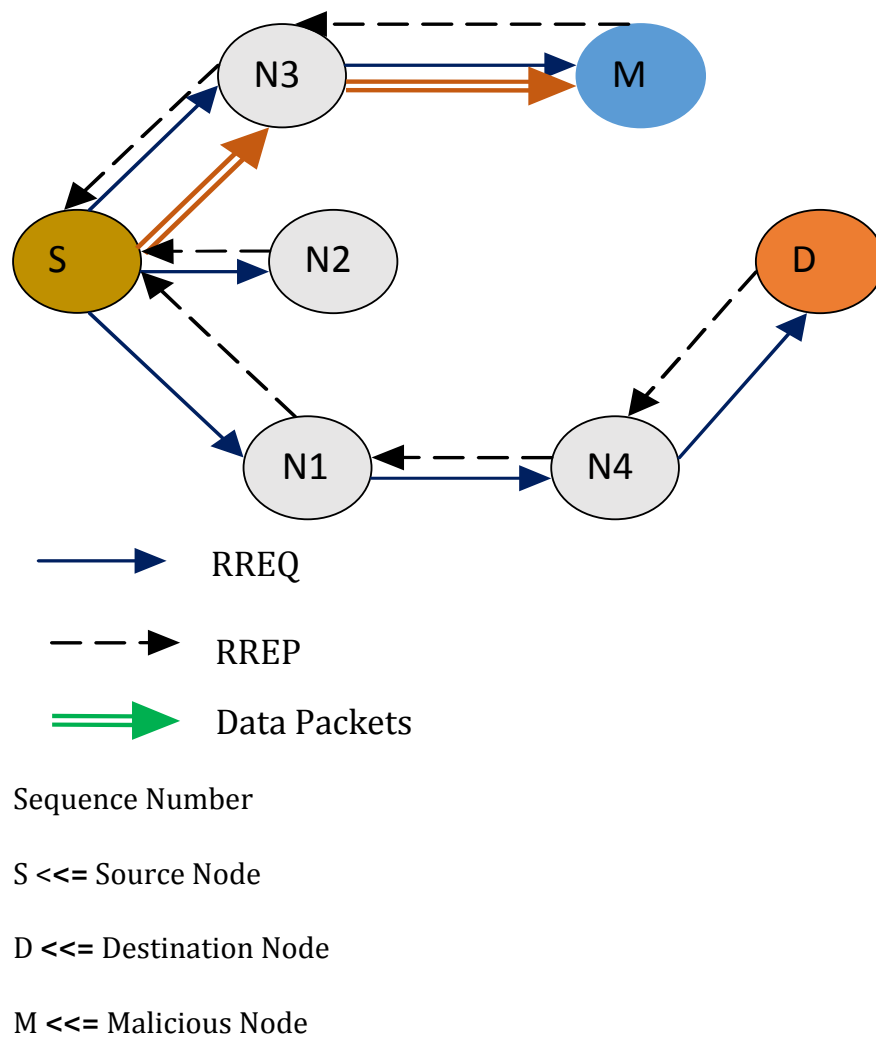 N3
M
S
N2
D
N1
N4
RREQ
RREP
Data Packets
Sequence Number
S <<= Source Node
D <<= Destination Node
M <<= Malicious Node